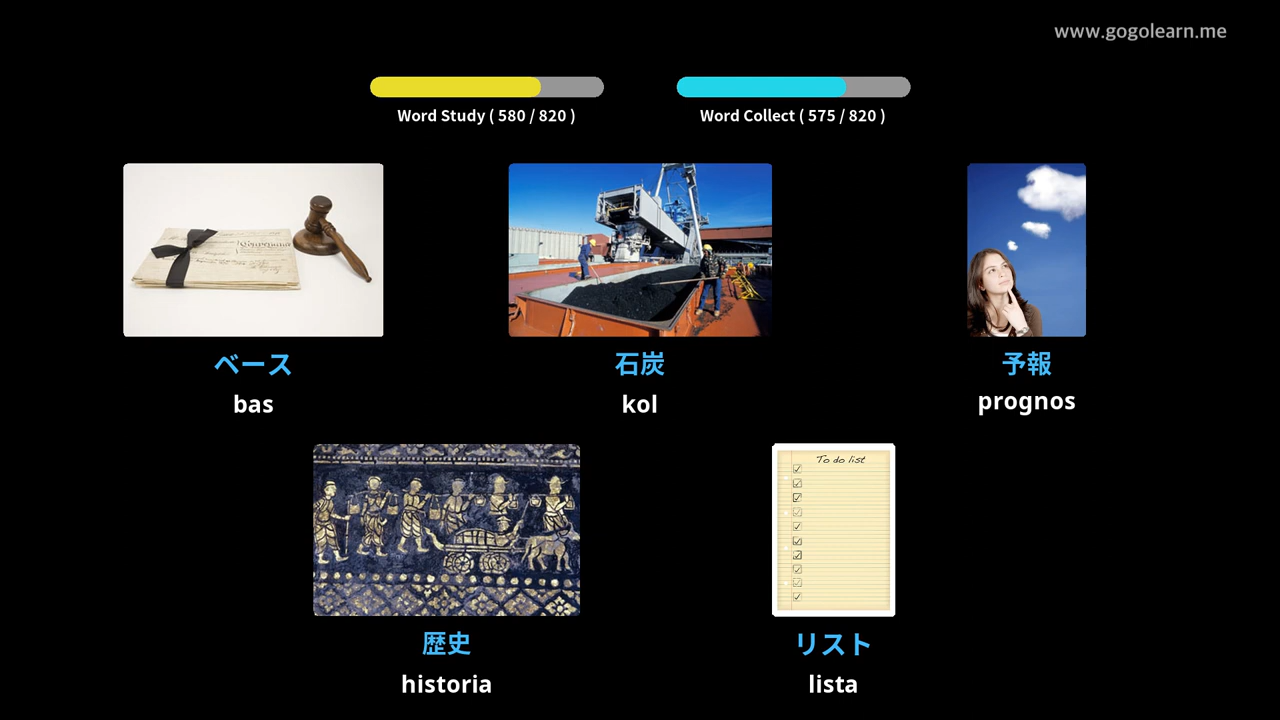 www.gogolearn.me
Word Study ( 580 / 820 )
Word Collect ( 575 / 820 )
ベース
石炭
予報
bas
kol
prognos
To do list
歴史
リスト
historia
lista